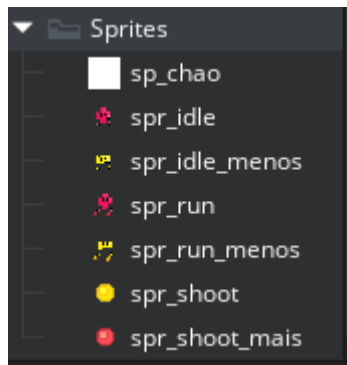 Sprites
sp_chao
spr_idle
spr_idle_menos
spr_run
spr_run_menos
spr_shoot
spr_shoot_mais